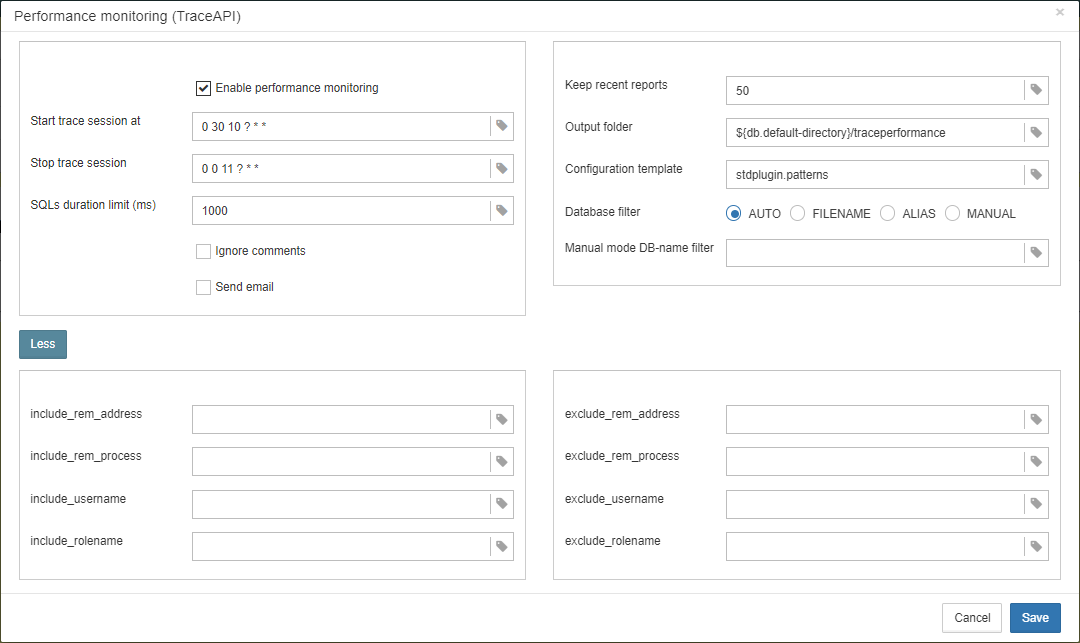 Performance monitoring (TraceAPI)
×
Enable performance monitoring
Start trace session at
0 30 10 ? * *
Stop trace session
0 0 11 ? * *
SQLs duration limit (ms)
1000
Ignore comments
Send email
Keep recent reports
50
Output folder
${db.default-directory}/traceperformance
Configuration template
stdplugin.patterns
Database filter
AUTO FILENAME ALIAS MANUAL
Manual mode DB-name filter
Less
include_rem_address
include_rem_process
include_username
include_rolename
exclude_rem_address
exclude_rem_process
exclude_username
exclude_rolename
Cancel Save